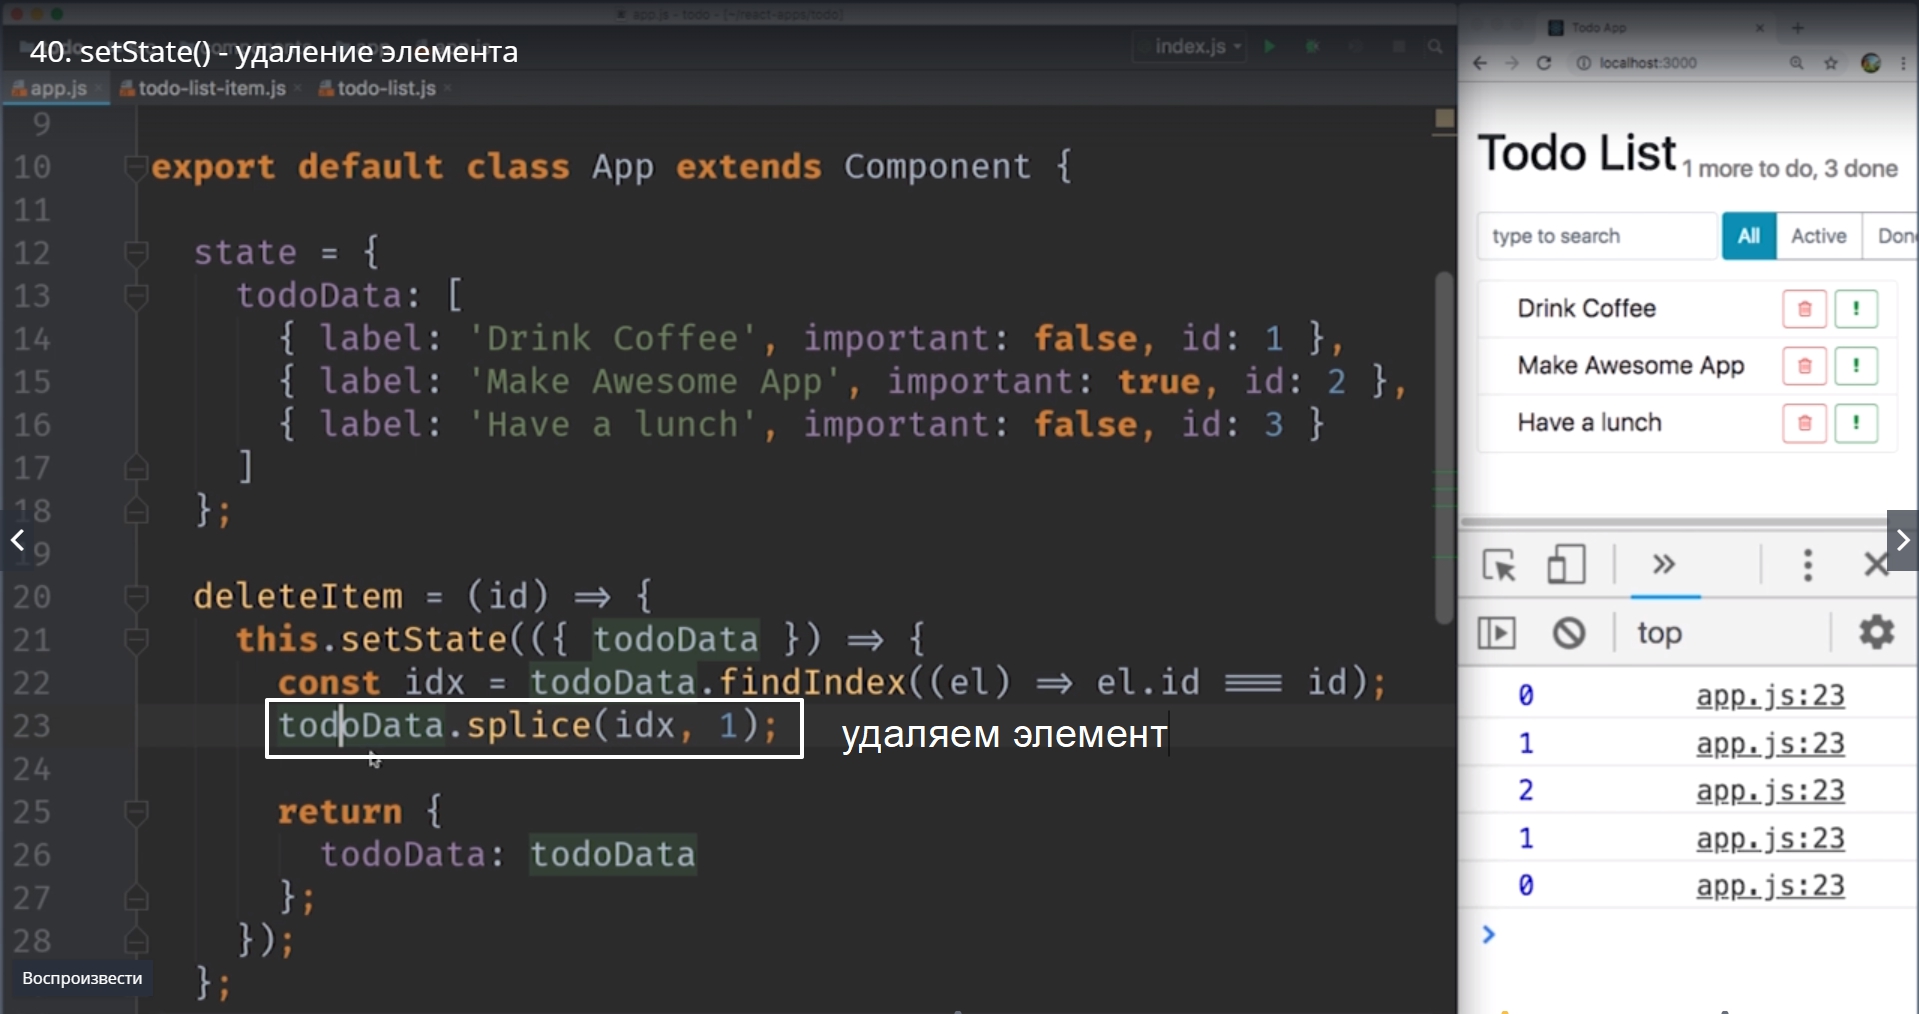 app.js - todo - [~/react-apps/todo]
40. setState() - удаление элемента
index.js
app.js
todo-list-item.js
todo-list.js
9
10 export default class App extends Component {
11
12 state = {
13 todoData: [
14 { label: 'Drink Coffee', important: false, id: 1 },
15 { label: 'Make Awesome App', important: true, id: 2 },
16 { label: 'Have a lunch', important: false, id: 3 }
17 ]
18 };
19
20 deleteItem = (id) => {
21 this.setState(({ todoData }) => {
22 const idx = todoData.findIndex((el) => el.id === id);
23 todoData.splice(idx, 1); удаляем элемент
24
25 return {
26 todoData: todoData
27 };
28 });
};
Воспроизвести
Todo App
localhost:3000
Todo List 1 more to do, 3 done
type to search All Active Don
Drink Coffee !
Make Awesome App !
Have a lunch !
top
0 app.js:23
1 app.js:23
2 app.js:23
1 app.js:23
0 app.js:23